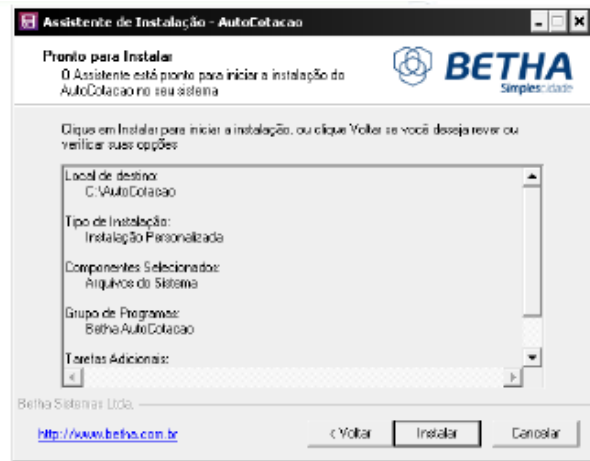 Assistente de Instalação - AutoCotacao
Pronto para Instalar
O Assistente está pronto para iniciar a instalação do
AutoCotacao no seu sistema
BETHA
Simplescidade
Clique em Instalar para iniciar a instalação, ou clique Voltar se você deseja rever ou
verificar suas opções
Local de destino:
C:\AutoCotacao
Tipo de Instalação:
Instalação Personalizada
Componentes Selecionados:
Arquivos do Sistema
Grupo de Programas:
Betha AutoCotacao
Tarefas Adicionais:
Betha Sistemas Ltda.
http://www.betha.com.br
< Voltar
Instalar
Cancelar